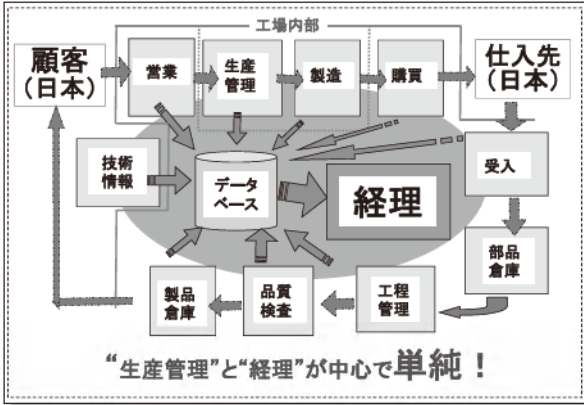 工場内部
顧客
(日本)
営業
生産
管理
製造
購買
仕入先
(日本)
技術
情報
データ
ベース
経理
受入
部品
倉庫
製品
倉庫
品質
検査
工程
管理
“生産管理”と“経理”が中心で単純！